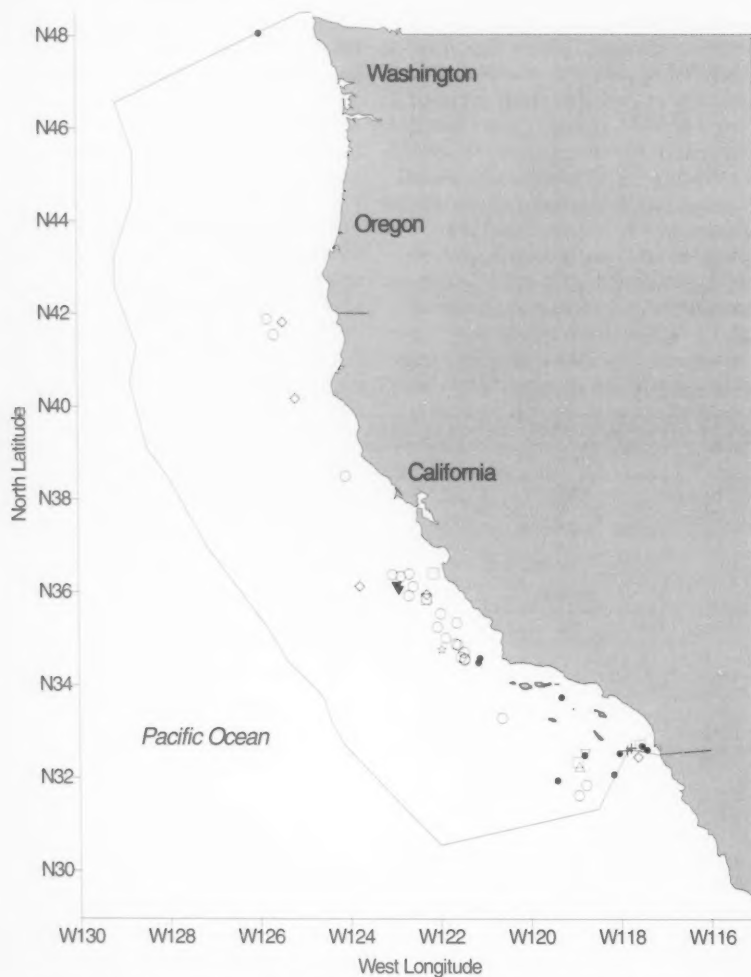 N48
Washington
N46
Oregon
N44
N42
N40
California
N38
North Latitude
N36
N34
Pacific Ocean
N32
N30
W130
W128
W126
W124
W122
W120
W118
W116
West Longitude